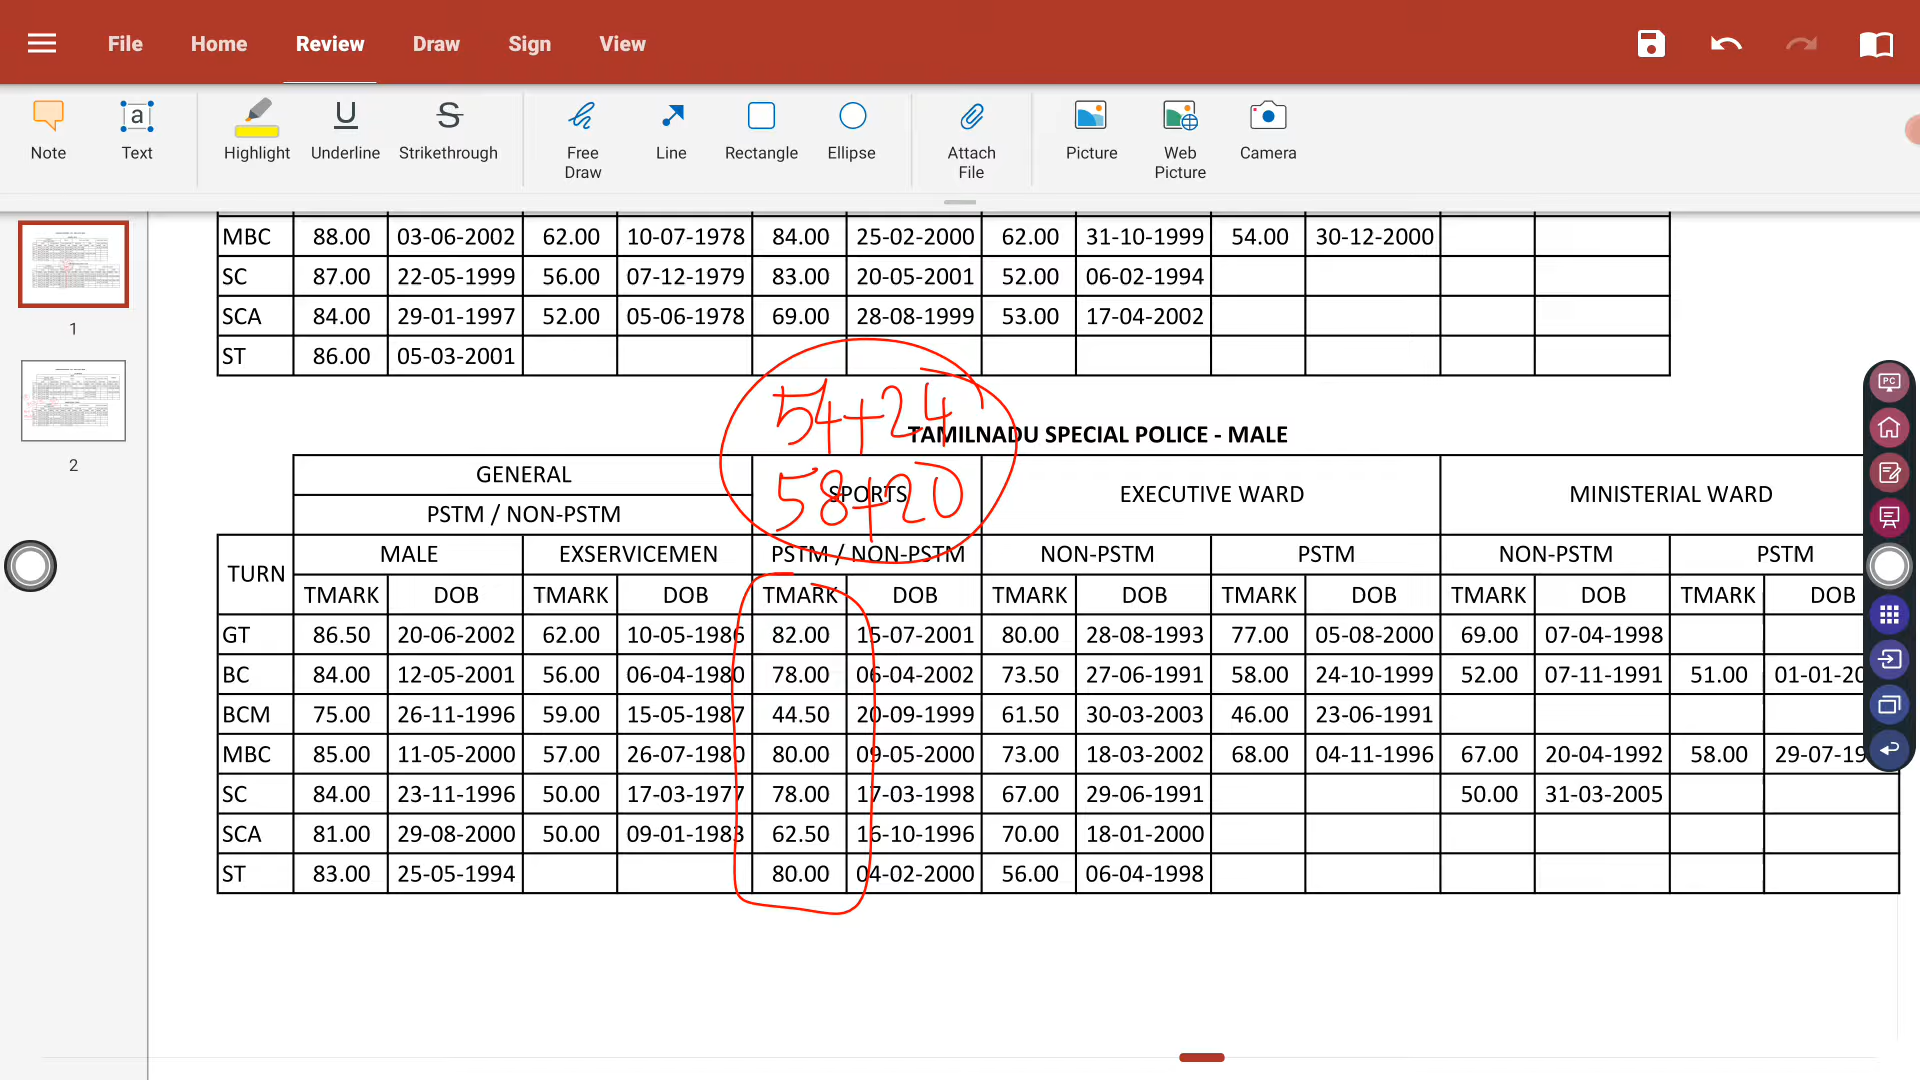 File Home Review Draw Sign View
Note Text Highlight Underline Strikethrough Free Draw Line Rectangle Ellipse Attach File Picture Web Picture Camera
1
2
MBC 88.00 03-06-2002 62.00 10-07-1978 84.00 25-02-2000 62.00 31-10-1999 54.00 30-12-2000
SC 87.00 22-05-1999 56.00 07-12-1979 83.00 20-05-2001 52.00 06-02-1994
SCA 84.00 29-01-1997 52.00 05-06-1978 69.00 28-08-1999 53.00 17-04-2002
ST 86.00 05-03-2001
54+24
TAMILNADU SPECIAL POLICE - MALE
58+20
GENERAL SPORTS EXECUTIVE WARD MINISTERIAL WARD
PSTM / NON-PSTM
TURN MALE EXSERVICEMEN PSTM / NON-PSTM NON-PSTM PSTM NON-PSTM PSTM
TMARK DOB TMARK DOB TMARK DOB TMARK DOB TMARK DOB TMARK DOB TMARK DOB
GT 86.50 20-06-2002 62.00 10-05-1986 82.00 15-07-2001 80.00 28-08-1993 77.00 05-08-2000 69.00 07-04-1998
BC 84.00 12-05-2001 56.00 06-04-1980 78.00 06-04-2002 73.50 27-06-1991 58.00 24-10-1999 52.00 07-11-1991 51.00 01-01-20
BCM 75.00 26-11-1996 59.00 15-05-1987 44.50 20-09-1999 61.50 30-03-2003 46.00 23-06-1991
MBC 85.00 11-05-2000 57.00 26-07-1980 80.00 09-05-2000 73.00 18-03-2002 68.00 04-11-1996 67.00 20-04-1992 58.00 29-07-19
SC 84.00 23-11-1996 50.00 17-03-1977 78.00 17-03-1998 67.00 29-06-1991 50.00 31-03-2005
SCA 81.00 29-08-2000 50.00 09-01-1983 62.50 16-10-1996 70.00 18-01-2000
ST 83.00 25-05-1994 80.00 04-02-2000 56.00 06-04-1998